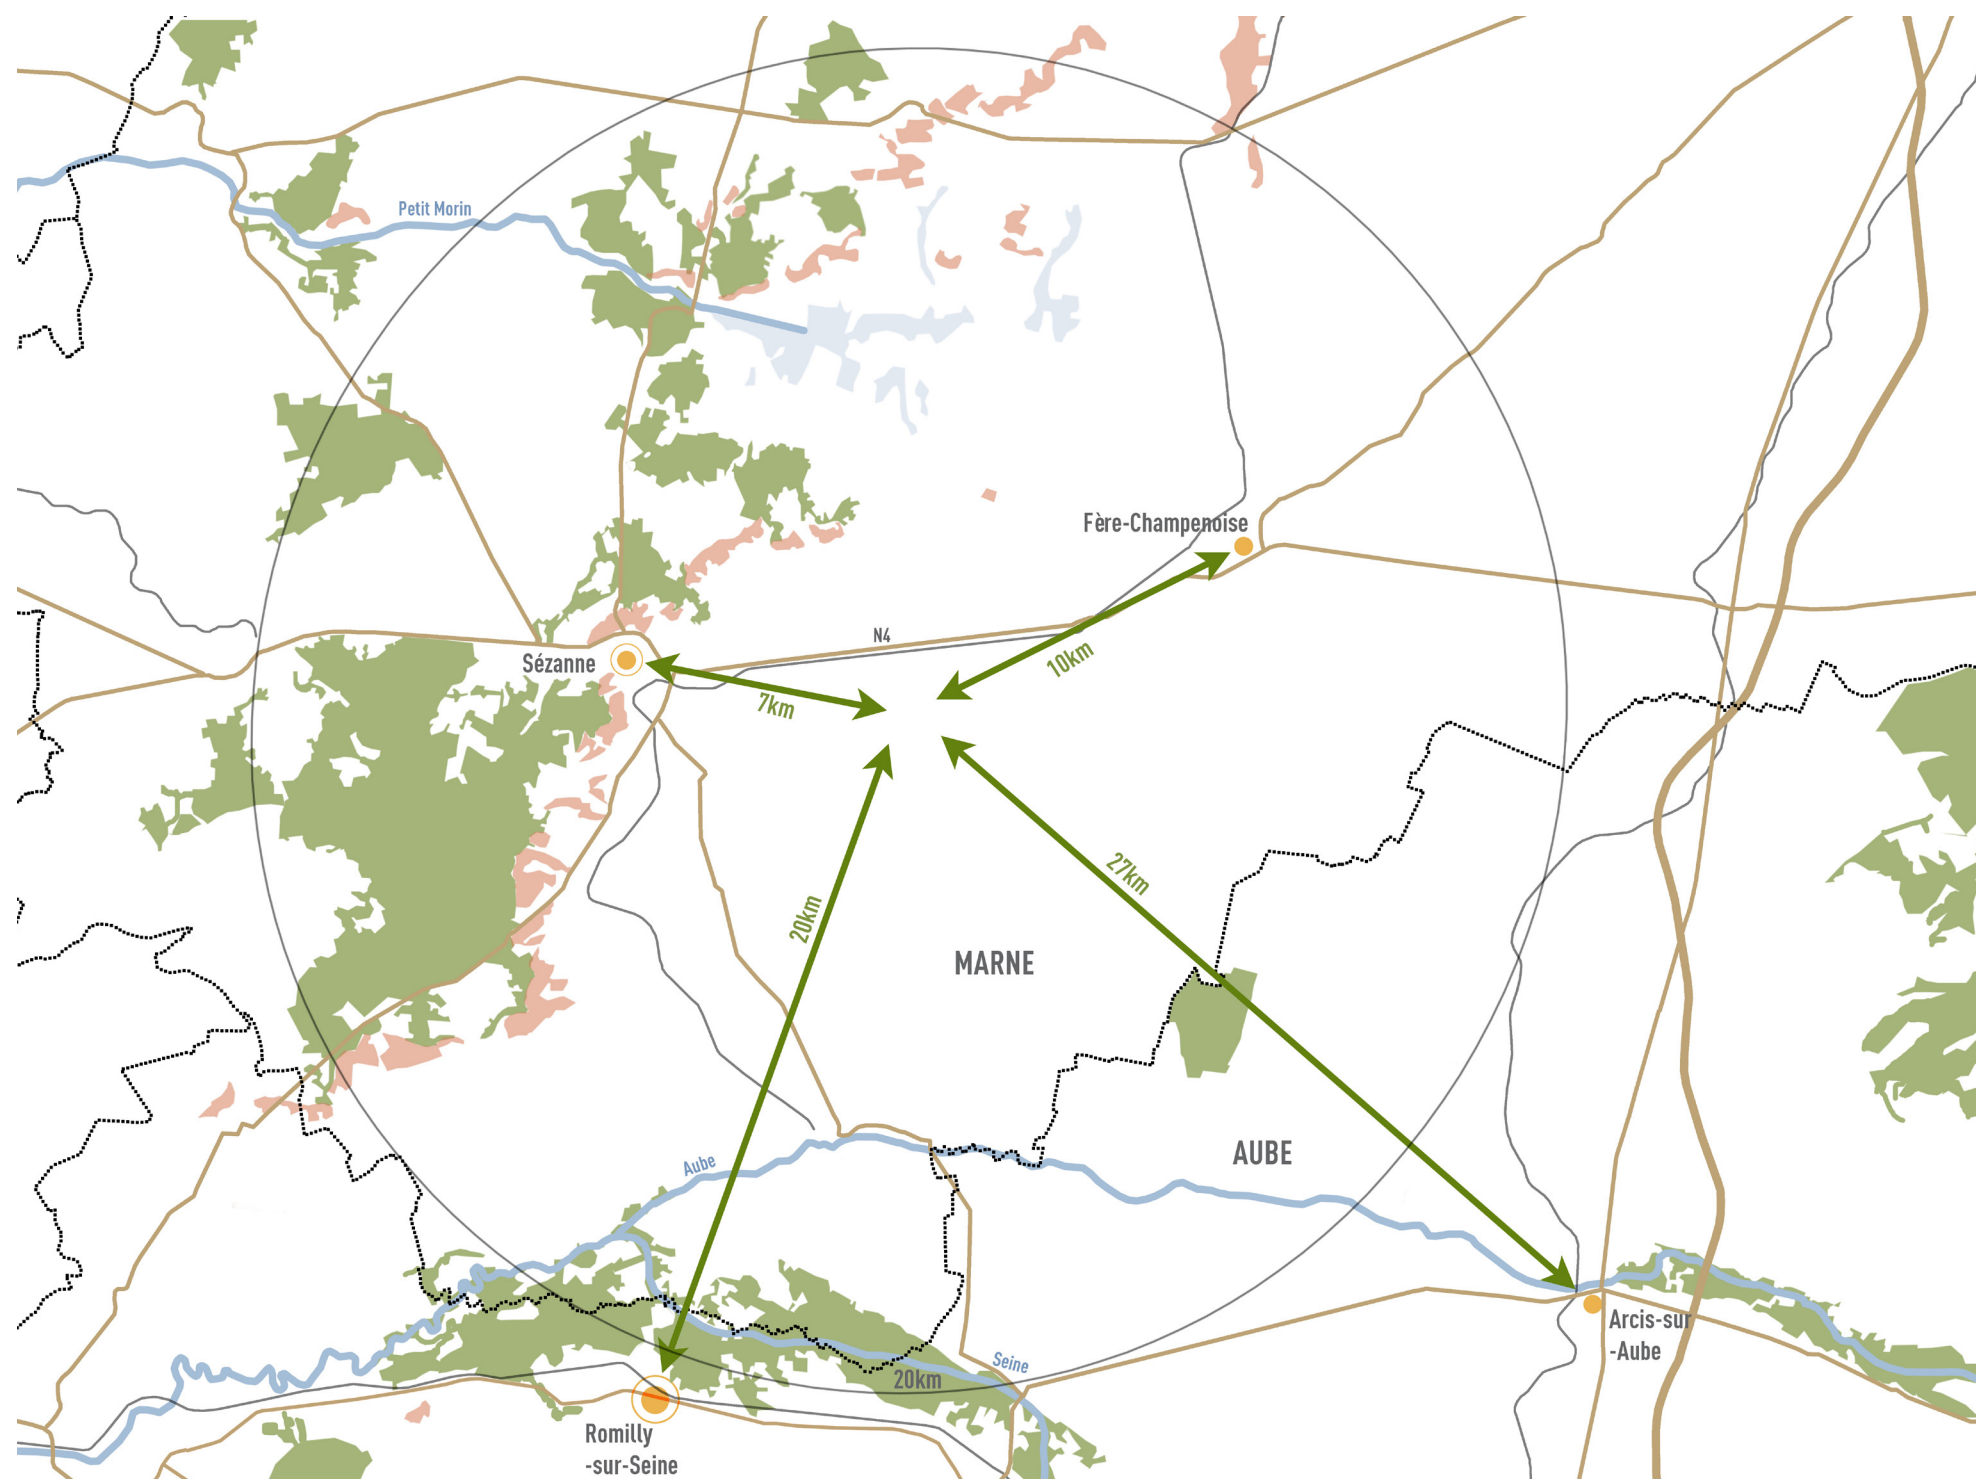 Petit Morin
Fère-Champenoise
N4
Sézanne
10km
7km
27km
20km
MARNE
AUBE
Aube
Arcis-sur
-Aube
Seine
20km
Romilly
-sur-Seine